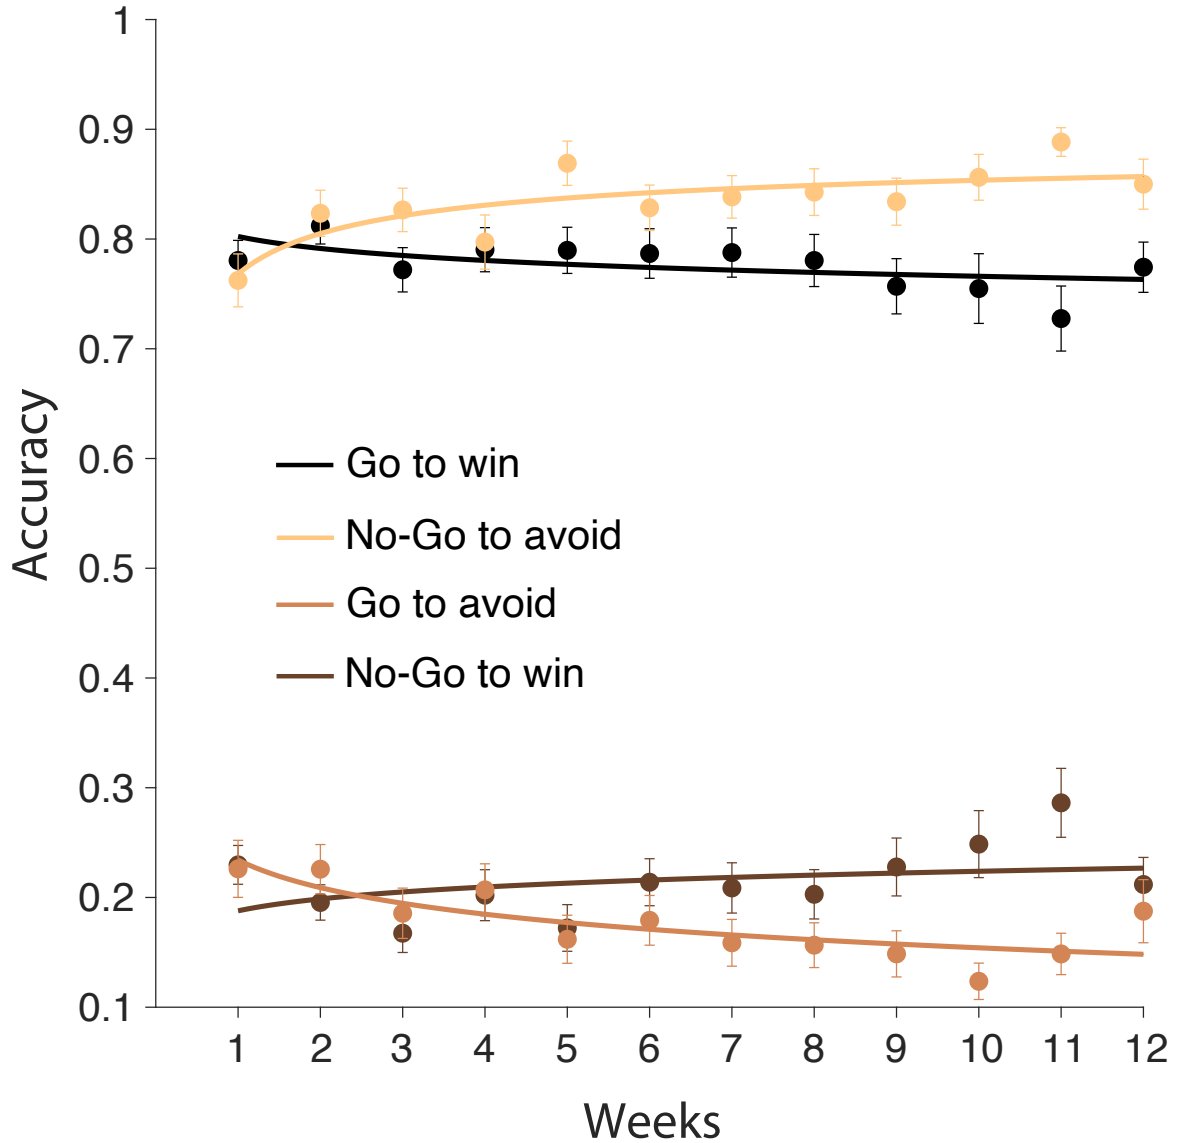 1
0.9
0.8
0.7
0.6
0.5
0.4
0.3
0.2
0.1
Accuracy
Go to win
No-Go to avoid
Go to avoid
No-Go to win
1 2 3 4 5 6 7 8 9 10 11 12
Weeks